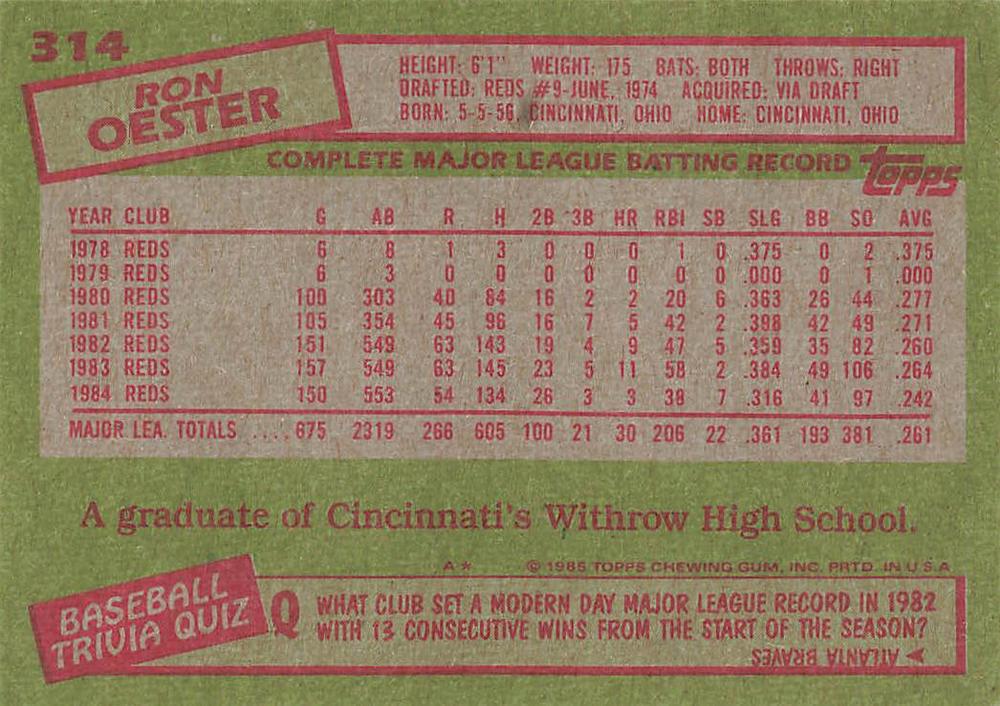 314
RON
OESTER
HEIGHT: 6'1" WEIGHT: 175 BATS: BOTH THROWS: RIGHT
DRAFTED: REDS #9-JUNE, 1974 ACQUIRED: VIA DRAFT
BORN: 5-5-56, CINCINNATI, OHIO HOME: CINCINNATI, OHIO
COMPLETE MAJOR LEAGUE BATTING RECORD topps
YEAR CLUB G AB R H 2B 3B HR RBI SB SLG BB SO AVG
1978 REDS 6 8 1 3 0 0 0 1 0 .375 0 2 .375
1979 REDS 6 3 0 0 0 0 0 0 0 .000 0 1 .000
1980 REDS 100 303 40 84 16 2 2 20 6 .363 26 44 .277
1981 REDS 105 354 45 96 16 7 5 42 2 .398 42 49 .271
1982 REDS 151 549 63 143 19 4 9 47 5 .359 35 82 .260
1983 REDS 157 549 63 145 23 5 11 58 2 .384 49 106 .264
1984 REDS 150 553 54 134 26 3 3 38 7 .316 41 97 .242
MAJOR LEA. TOTALS ....675 2319 266 605 100 21 30 206 22 .361 193 381 .261
A graduate of Cincinnati's Withrow High School.
A* © 1985 TOPPS CHEWING GUM, INC. PRTD. IN U.S.A
BASEBALL
TRIVIA QUIZ
Q WHAT CLUB SET A MODERN DAY MAJOR LEAGUE RECORD IN 1982
WITH 13 CONSECUTIVE WINS FROM THE START OF THE SEASON?
ATLANTA BRAVES